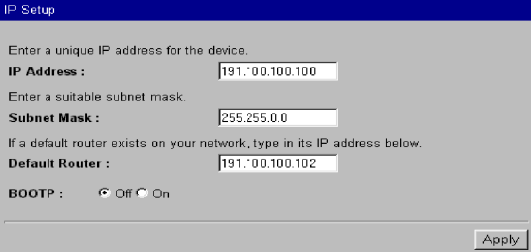 IP Setup
Enter a unique IP address for the device.
IP Address : 191.100.100.100
Enter a suitable subnet mask.
Subnet Mask : 255.255.0.0
If a default router exists on your network, type in its IP address below.
Default Router : 191.100.100.102
BOOTP : Off On
Apply